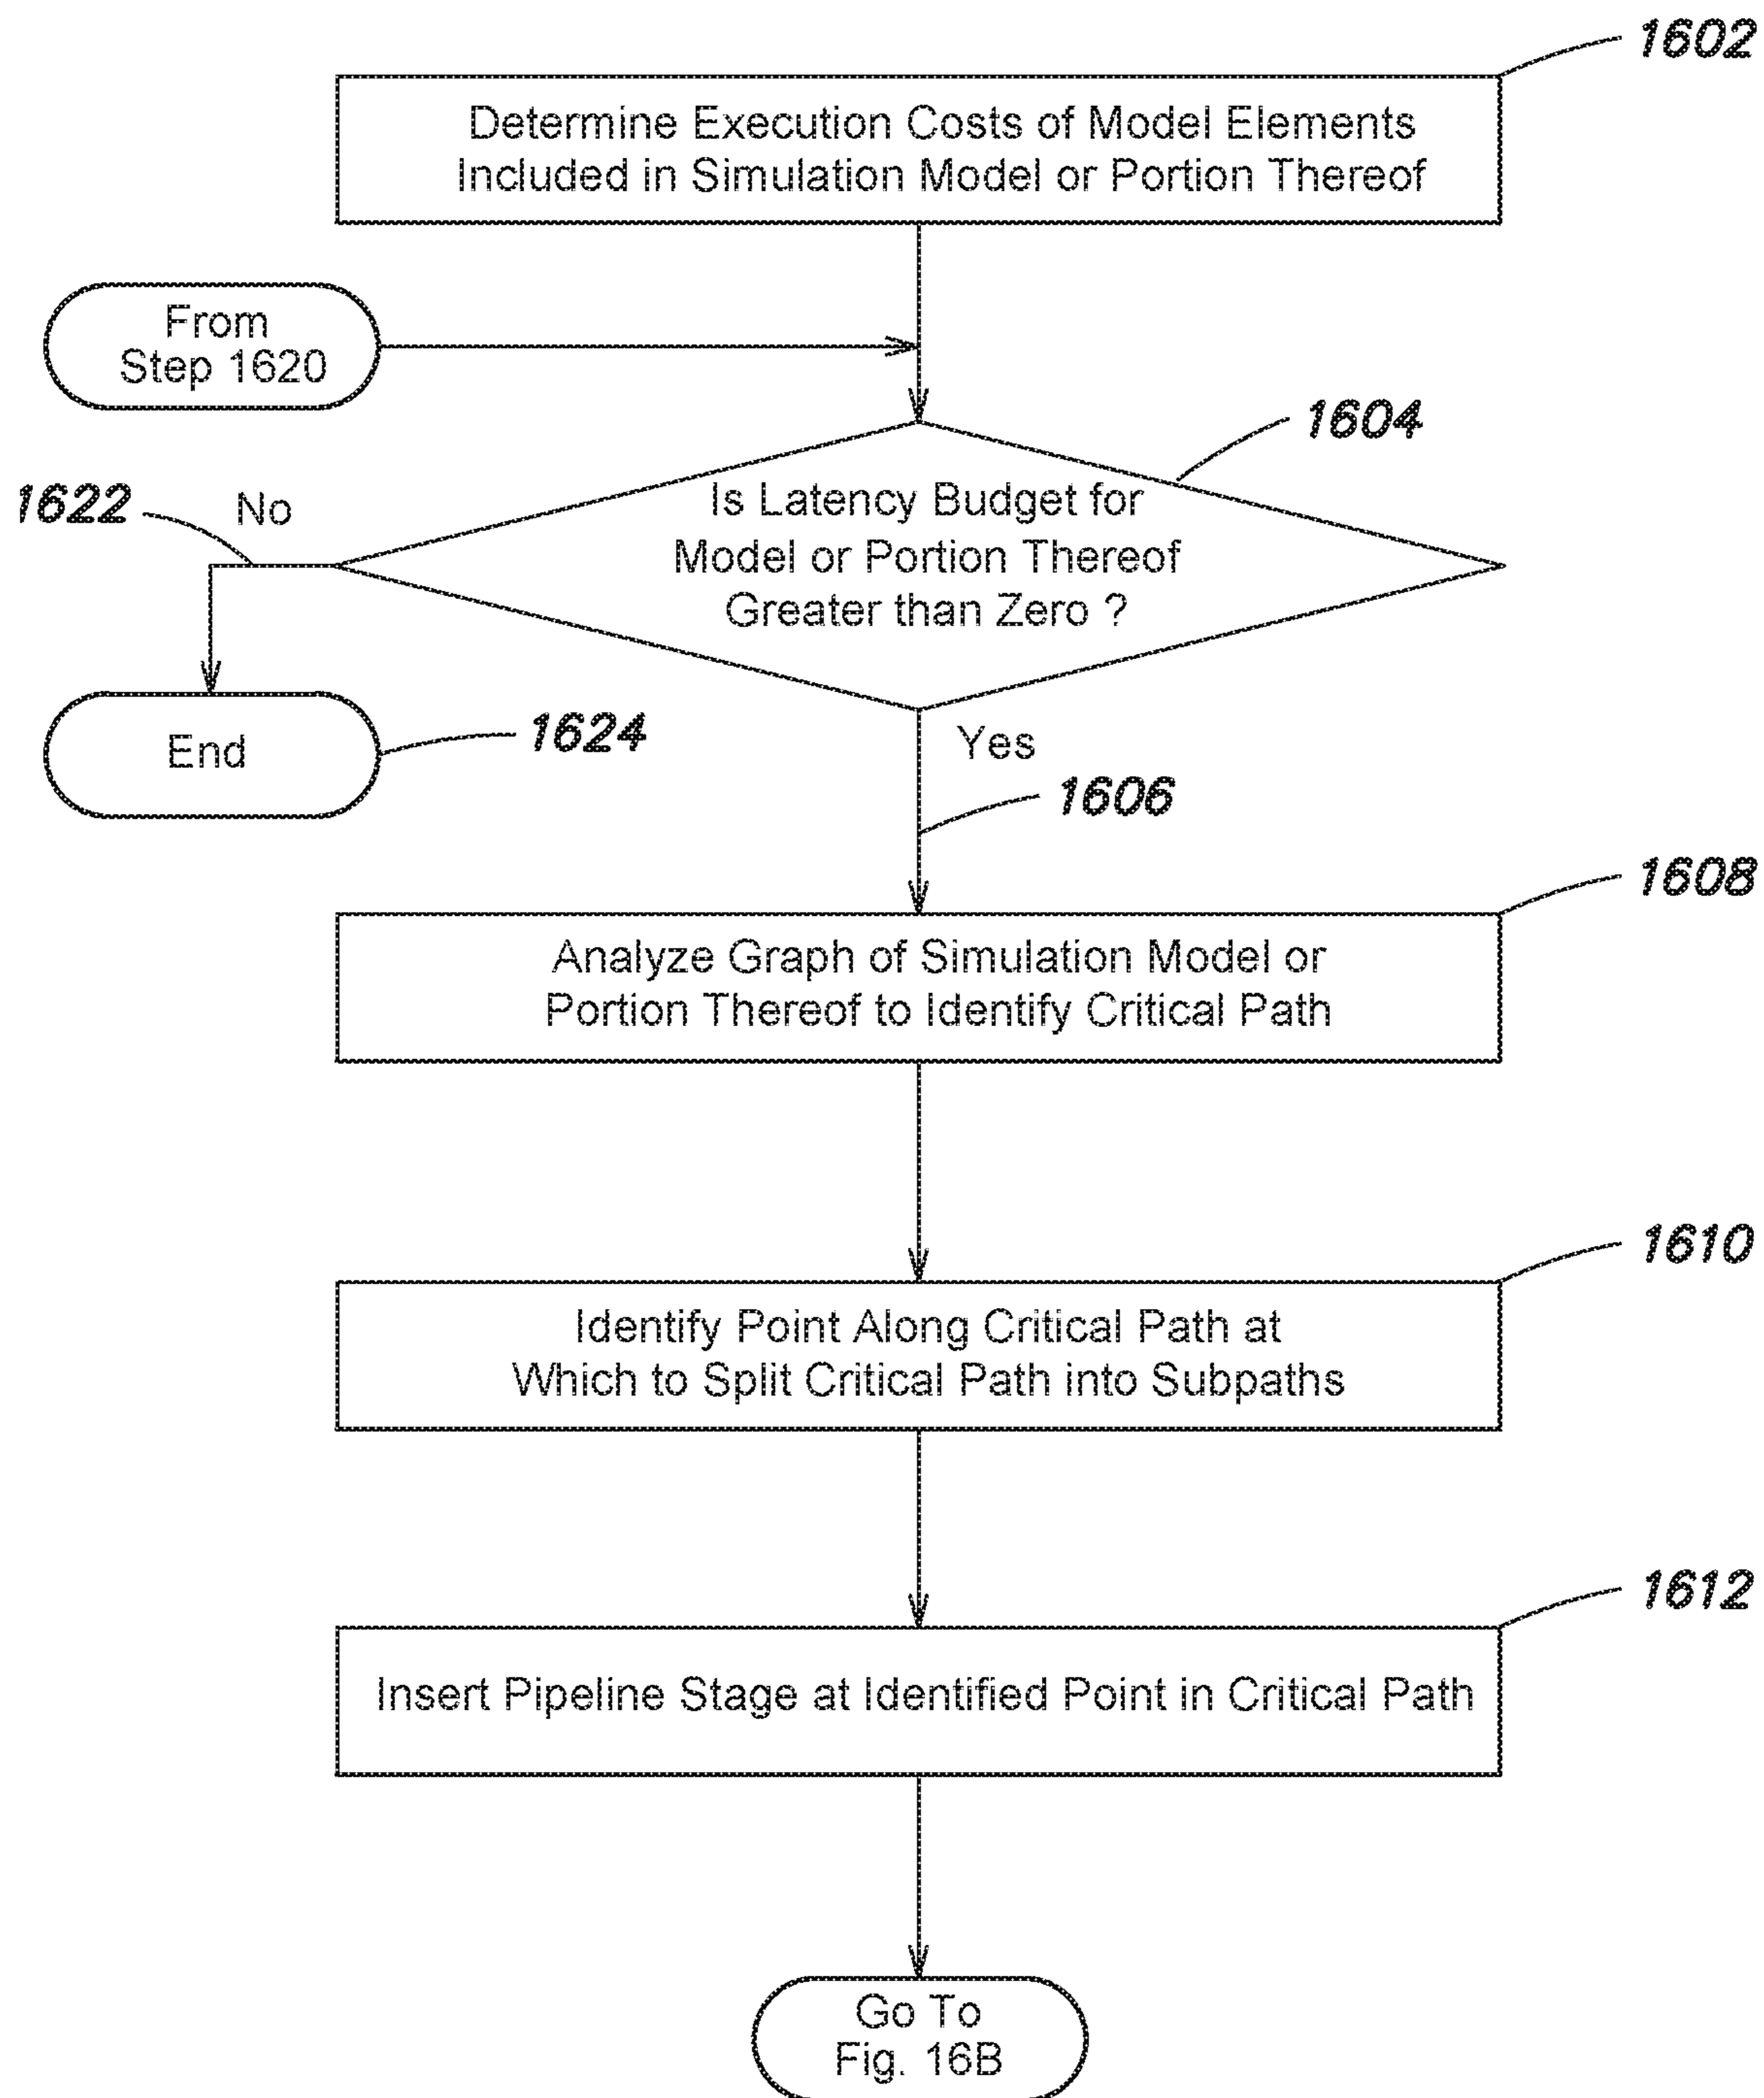 1602
Determine Execution Costs of Model Elements
Included in Simulation Model or Portion Thereof
From
Step 1620
1604
1622
No
Is Latency Budget for
Model or Portion Thereof
Greater than Zero ?
End
1624
Yes
1606
1608
Analyze Graph of Simulation Model or
Portion Thereof to Identify Critical Path
1610
Identify Point Along Critical Path at
Which to Split Critical Path into Subpaths
1612
Insert Pipeline Stage at Identified Point in Critical Path
Go To
Fig. 16B